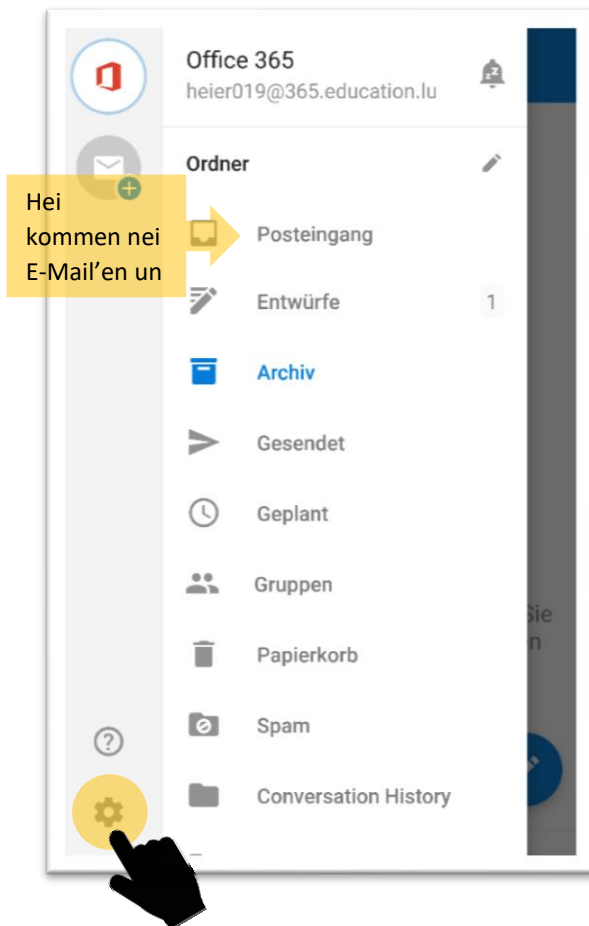 Office 365
heier019@365.education.lu
Ordner
Hei
kommen nei
E-Mail’en un
Posteingang
Entwürfe 1
Archiv
Gesendet
Geplant
Gruppen
Papierkorb
Sie
n
Spam
Conversation History